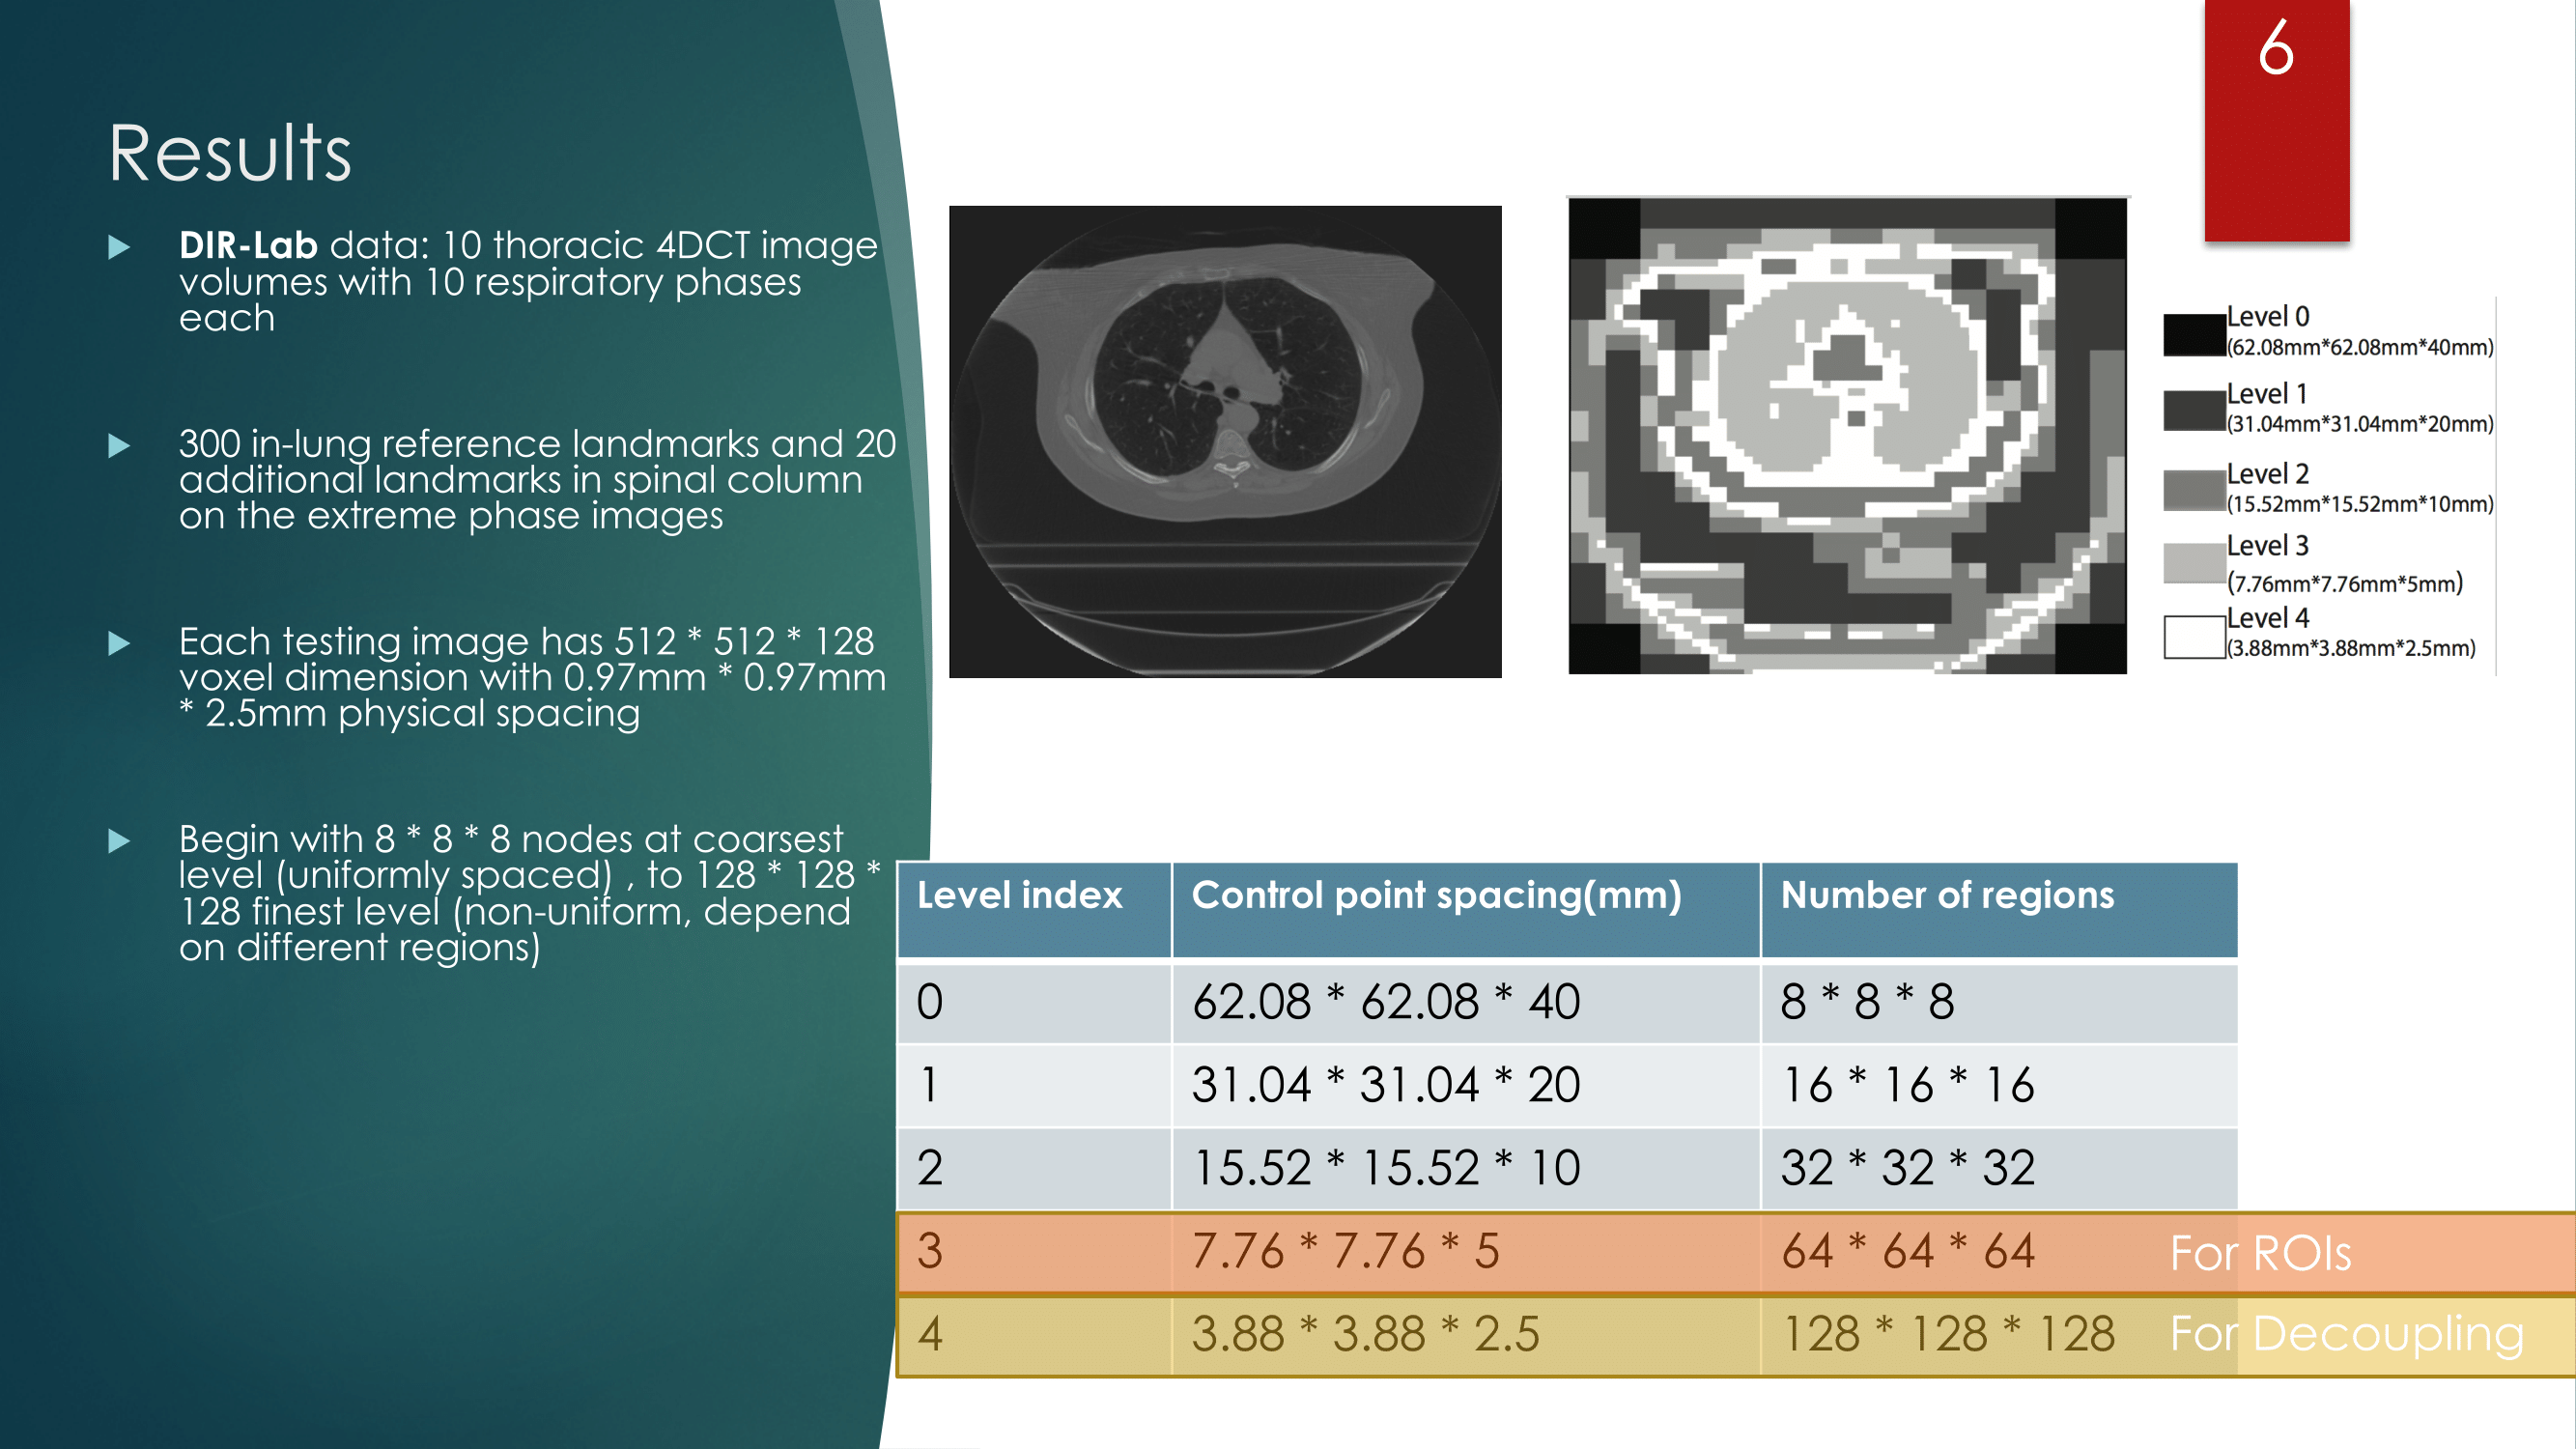 6
Results
DIR-Lab data: 10 thoracic 4DCT image
volumes with 10 respiratory phases
each
300 in-lung reference landmarks and 20
additional landmarks in spinal column
on the extreme phase images
Each testing image has 512 * 512 * 128
voxel dimension with 0.97mm * 0.97mm
* 2.5mm physical spacing
Begin with 8 * 8 * 8 nodes at coarsest
level (uniformly spaced) , to 128 * 128 *
128 finest level (non-uniform, depend
on different regions)
Level 0
(62.08mm*62.08mm*40mm)
Level 1
(31.04mm*31.04mm*20mm)
Level 2
(15.52mm*15.52mm*10mm)
Level 3
(7.76mm*7.76mm*5mm)
Level 4
(3.88mm*3.88mm*2.5mm)
Level index Control point spacing(mm) Number of regions
0 62.08 * 62.08 * 40 8 * 8 * 8
1 31.04 * 31.04 * 20 16 * 16 * 16
2 15.52 * 15.52 * 10 32 * 32 * 32
3 7.76 * 7.76 * 5 64 * 64 * 64 For ROIs
4 3.88 * 3.88 * 2.5 128 * 128 * 128 For Decoupling